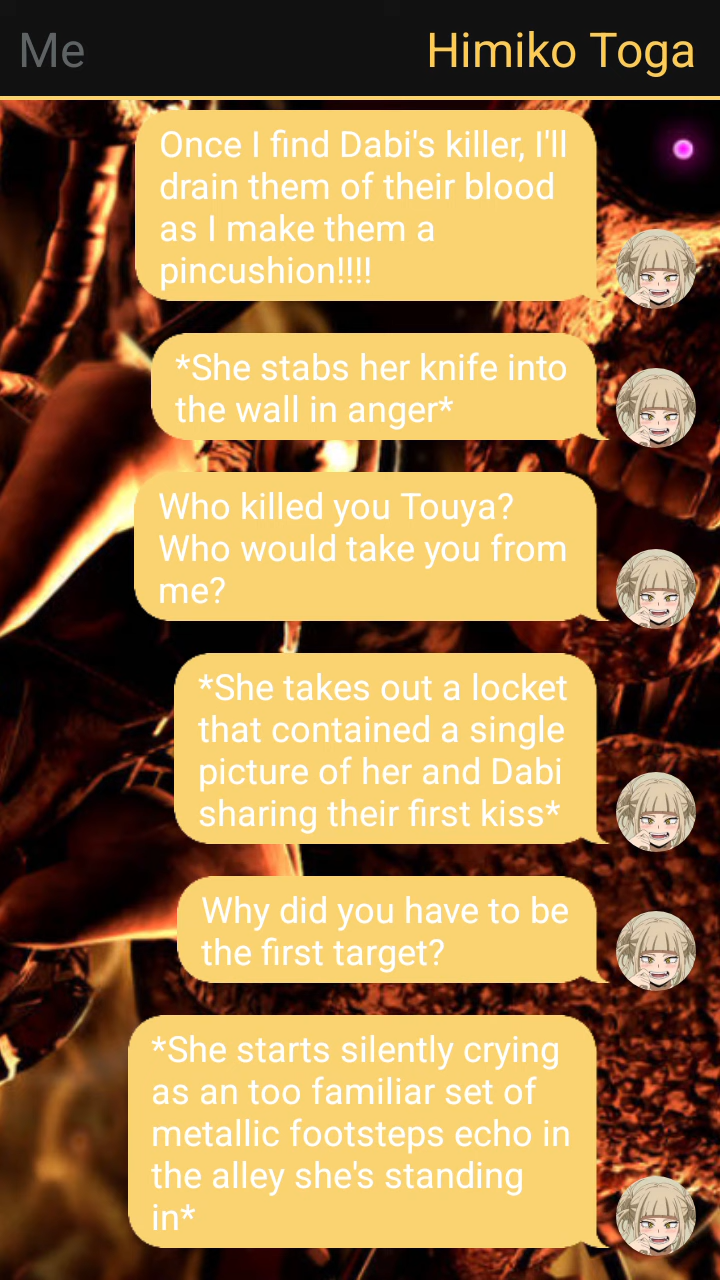 Me
Himiko Toga
Once I find Dabi's killer, I'll
drain them of their blood
as I make them a
pincushion!!!!
*She stabs her knife into
the wall in anger*
Who killed you Touya?
Who would take you from
me?
*She takes out a locket
that contained a single
picture of her and Dabi
sharing their first kiss*
Why did you have to be
the first target?
*She starts silently crying
as an too familiar set of
metallic footsteps echo in
the alley she's standing
in*